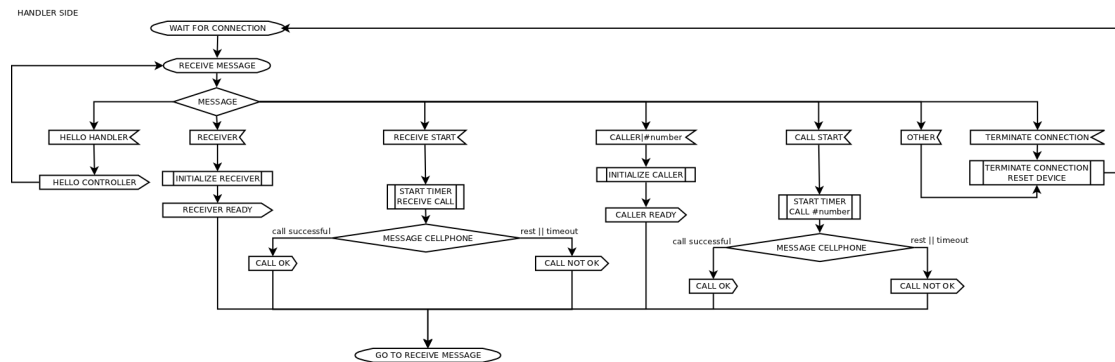 HANDLER SIDE
WAIT FOR CONNECTION
RECEIVE MESSAGE
MESSAGE
HELLO HANDLER
RECEIVER
RECEIVE START
CALLER|#number
CALL START
OTHER
TERMINATE CONNECTION
HELLO CONTROLLER
INITIALIZE RECEIVER
START TIMER
RECEIVE CALL
INITIALIZE CALLER
START TIMER
CALL #number
TERMINATE CONNECTION
RESET DEVICE
RECEIVER READY
CALLER READY
call successful
MESSAGE CELLPHONE
rest || timeout
call successful
MESSAGE CELLPHONE
rest || timeout
CALL OK
CALL NOT OK
CALL OK
CALL NOT OK
GO TO RECEIVE MESSAGE